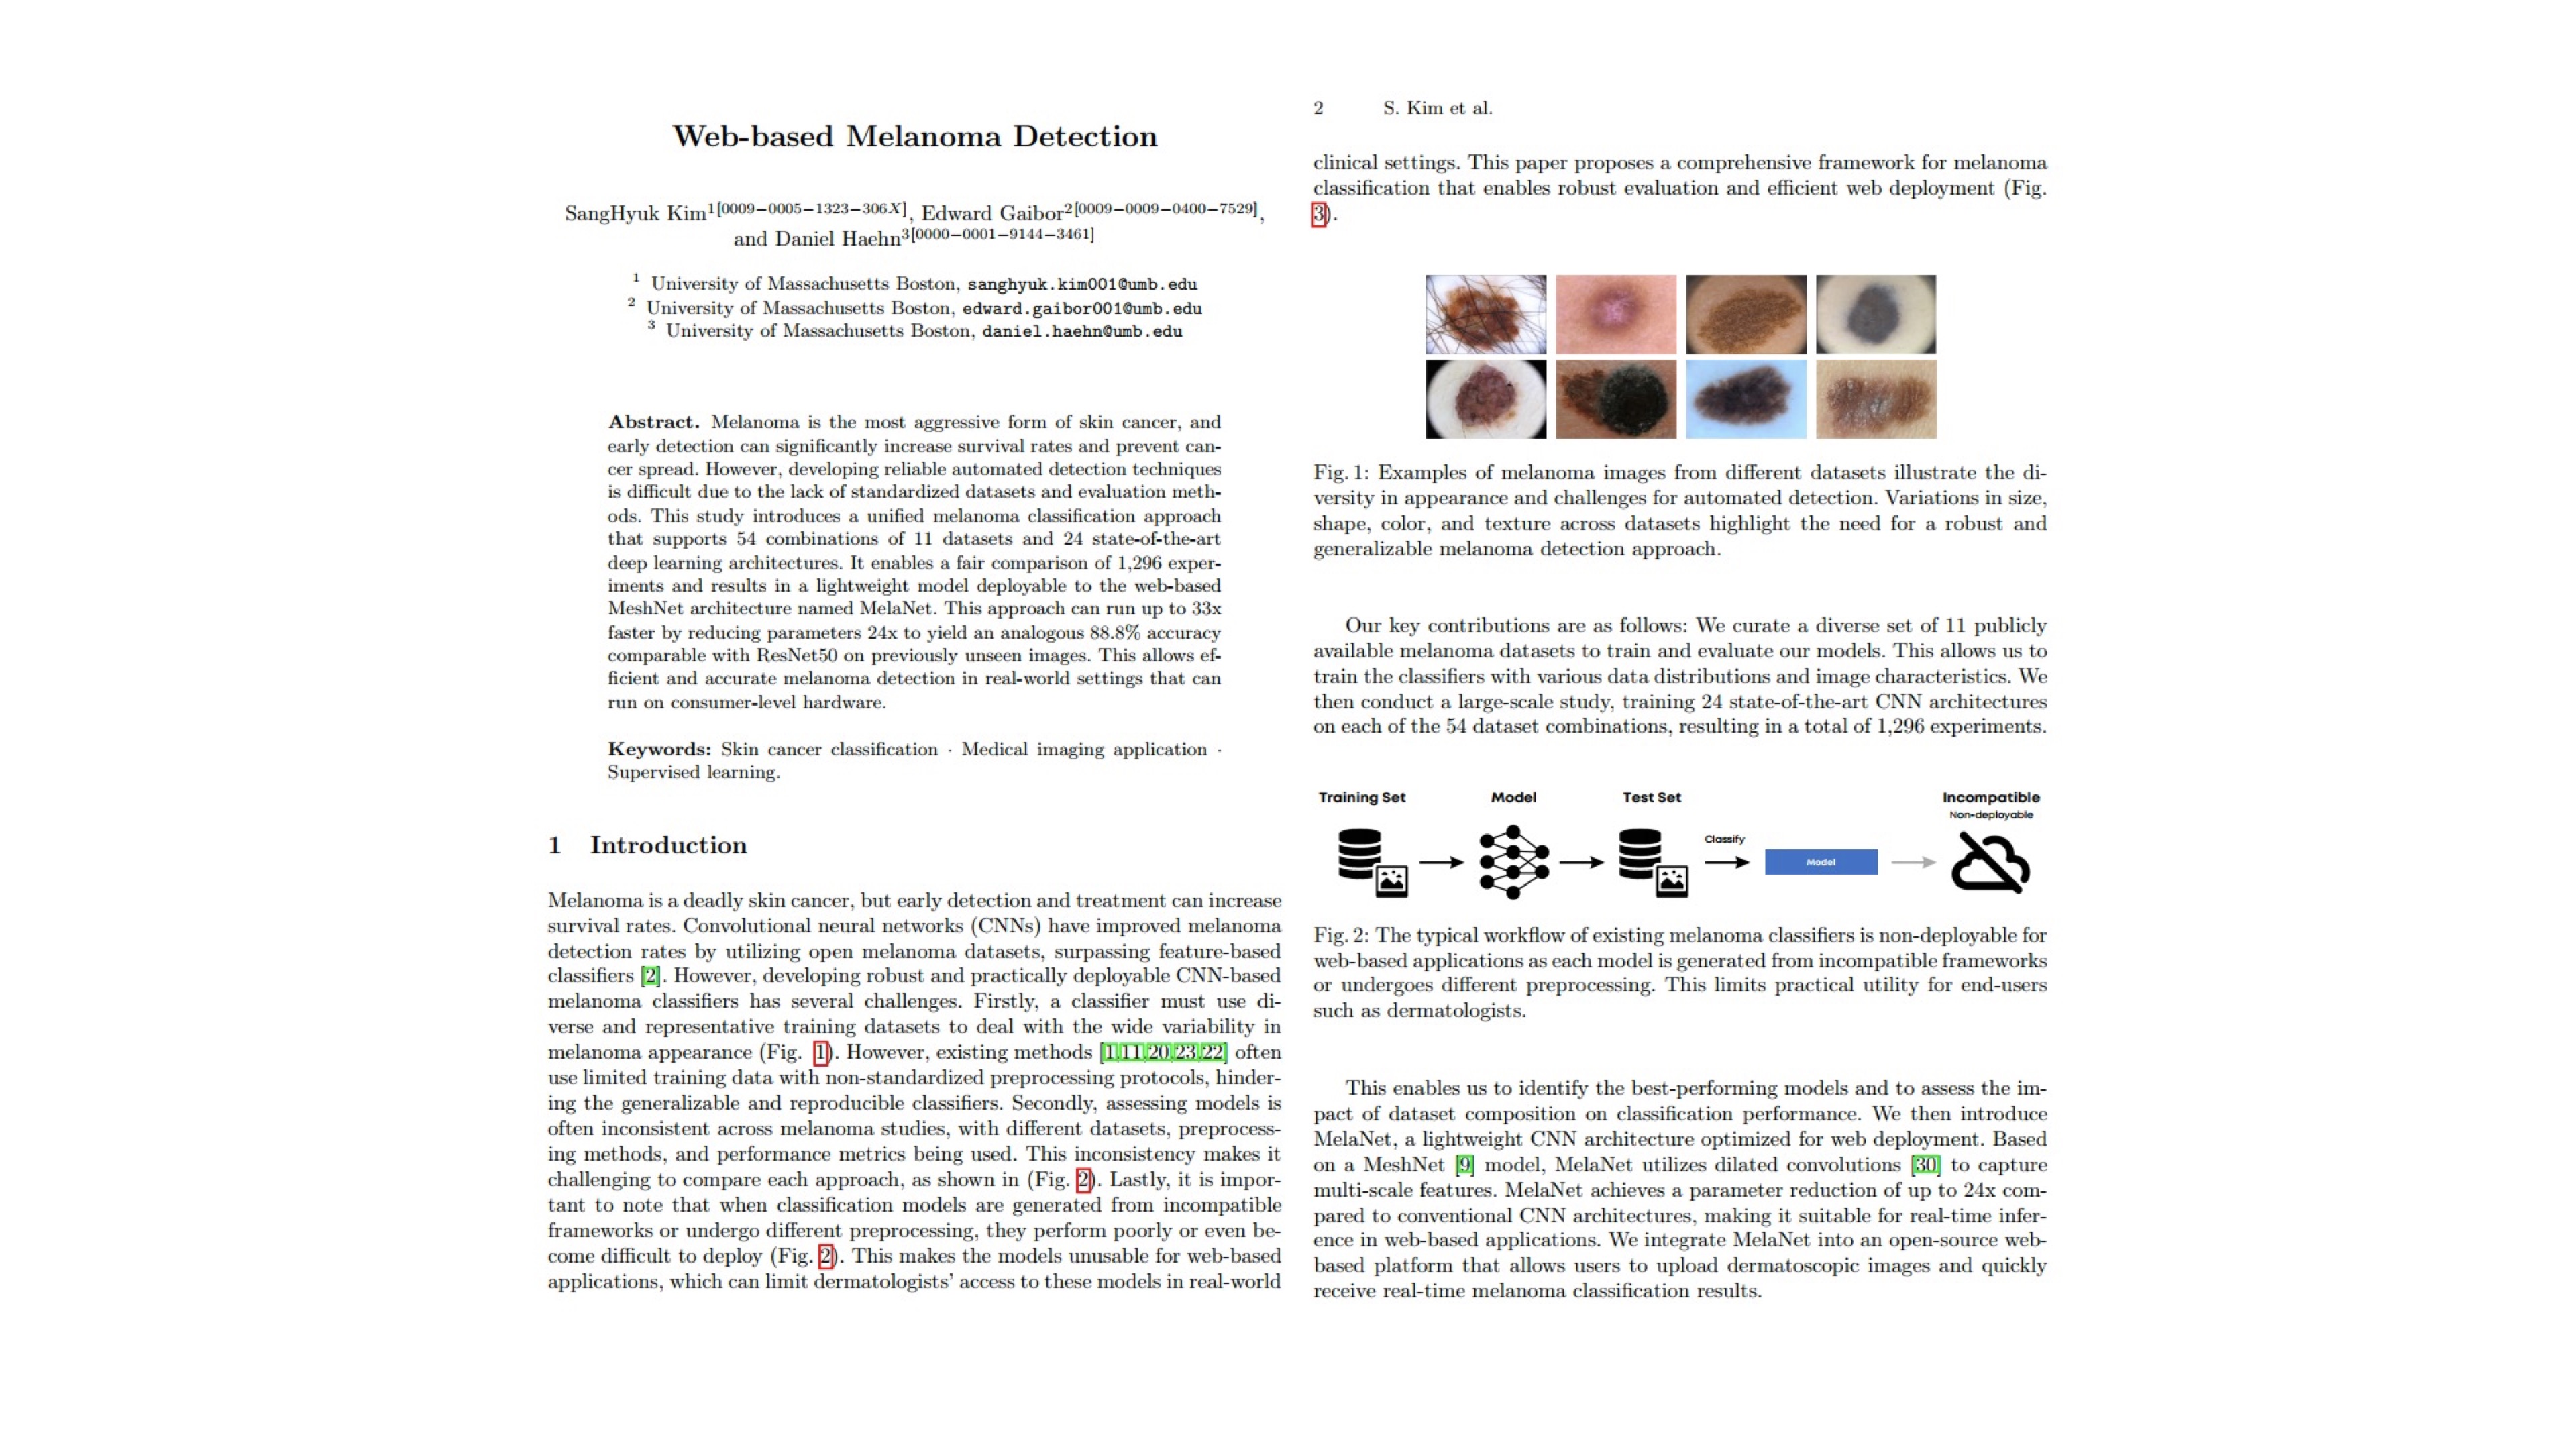 Web-based Melanoma Detection
SangHyuk Kim1[0009−0005−1323−306X], Edward Gaibor2[0009−0009−0400−7529],
and Daniel Haehn3[0000−0001−9144−3461]
1 University of Massachusetts Boston, sanghyuk.kim001@umb.edu
2 University of Massachusetts Boston, edward.gaibor001@umb.edu
3 University of Massachusetts Boston, daniel.haehn@umb.edu
Abstract. Melanoma is the most aggressive form of skin cancer, and
early detection can significantly increase survival rates and prevent can-
cer spread. However, developing reliable automated detection techniques
is difficult due to the lack of standardized datasets and evaluation meth-
ods. This study introduces a unified melanoma classification approach
that supports 54 combinations of 11 datasets and 24 state-of-the-art
deep learning architectures. It enables a fair comparison of 1,296 exper-
iments and results in a lightweight model deployable to the web-based
MeshNet architecture named MelaNet. This approach can run up to 33x
faster by reducing parameters 24x to yield an analogous 88.8% accuracy
comparable with ResNet50 on previously unseen images. This allows ef-
ficient and accurate melanoma detection in real-world settings that can
run on consumer-level hardware.
Keywords: Skin cancer classification · Medical imaging application ·
Supervised learning.
1 Introduction
Melanoma is a deadly skin cancer, but early detection and treatment can increase
survival rates. Convolutional neural networks (CNNs) have improved melanoma
detection rates by utilizing open melanoma datasets, surpassing feature-based
classifiers [2]. However, developing robust and practically deployable CNN-based
melanoma classifiers has several challenges. Firstly, a classifier must use di-
verse and representative training datasets to deal with the wide variability in
melanoma appearance (Fig. 1). However, existing methods [1,11,20,23,22] often
use limited training data with non-standardized preprocessing protocols, hinder-
ing the generalizable and reproducible classifiers. Secondly, assessing models is
often inconsistent across melanoma studies, with different datasets, preprocess-
ing methods, and performance metrics being used. This inconsistency makes it
challenging to compare each approach, as shown in (Fig. 2). Lastly, it is impor-
tant to note that when classification models are generated from incompatible
frameworks or undergo different preprocessing, they perform poorly or even be-
come difficult to deploy (Fig. 2). This makes the models unusable for web-based
applications, which can limit dermatologists' access to these models in real-world
2 S. Kim et al.
clinical settings. This paper proposes a comprehensive framework for melanoma
classification that enables robust evaluation and efficient web deployment (Fig.
3).
Fig. 1: Examples of melanoma images from different datasets illustrate the di-
versity in appearance and challenges for automated detection. Variations in size,
shape, color, and texture across datasets highlight the need for a robust and
generalizable melanoma detection approach.
Our key contributions are as follows: We curate a diverse set of 11 publicly
available melanoma datasets to train and evaluate our models. This allows us to
train the classifiers with various data distributions and image characteristics. We
then conduct a large-scale study, training 24 state-of-the-art CNN architectures
on each of the 54 dataset combinations, resulting in a total of 1,296 experiments.
Training Set Model Test Set Incompatible
Non-deployable
Classify
Model
Fig. 2: The typical workflow of existing melanoma classifiers is non-deployable for
web-based applications as each model is generated from incompatible frameworks
or undergoes different preprocessing. This limits practical utility for end-users
such as dermatologists.
This enables us to identify the best-performing models and to assess the im-
pact of dataset composition on classification performance. We then introduce
MelaNet, a lightweight CNN architecture optimized for web deployment. Based
on a MeshNet [9] model, MelaNet utilizes dilated convolutions [30] to capture
multi-scale features. MelaNet achieves a parameter reduction of up to 24x com-
pared to conventional CNN architectures, making it suitable for real-time infer-
ence in web-based applications. We integrate MelaNet into an open-source web-
based platform that allows users to upload dermatoscopic images and quickly
receive real-time melanoma classification results.